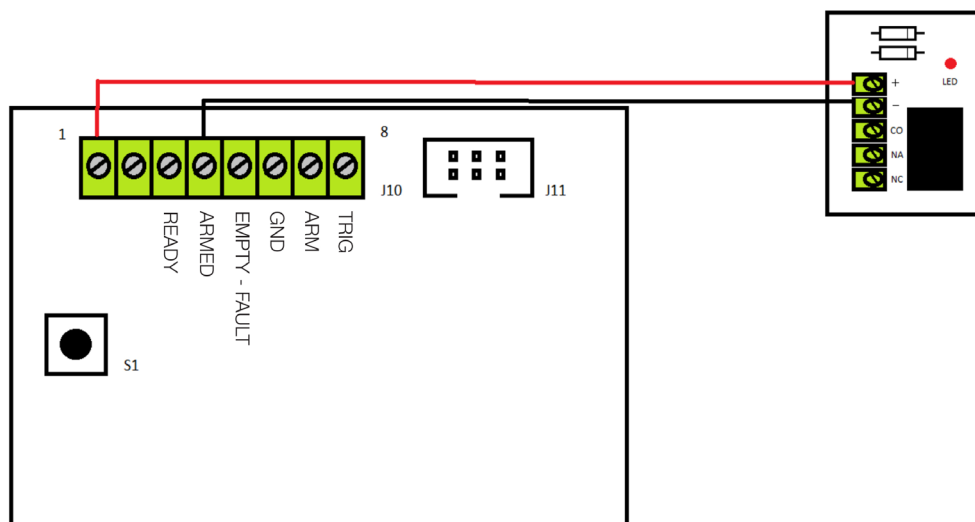 +
LED
−
1
8
CO
NA
J10
J11
NC
READY
ARMED
EMPTY - FAULT
GND
ARM
TRIG
S1